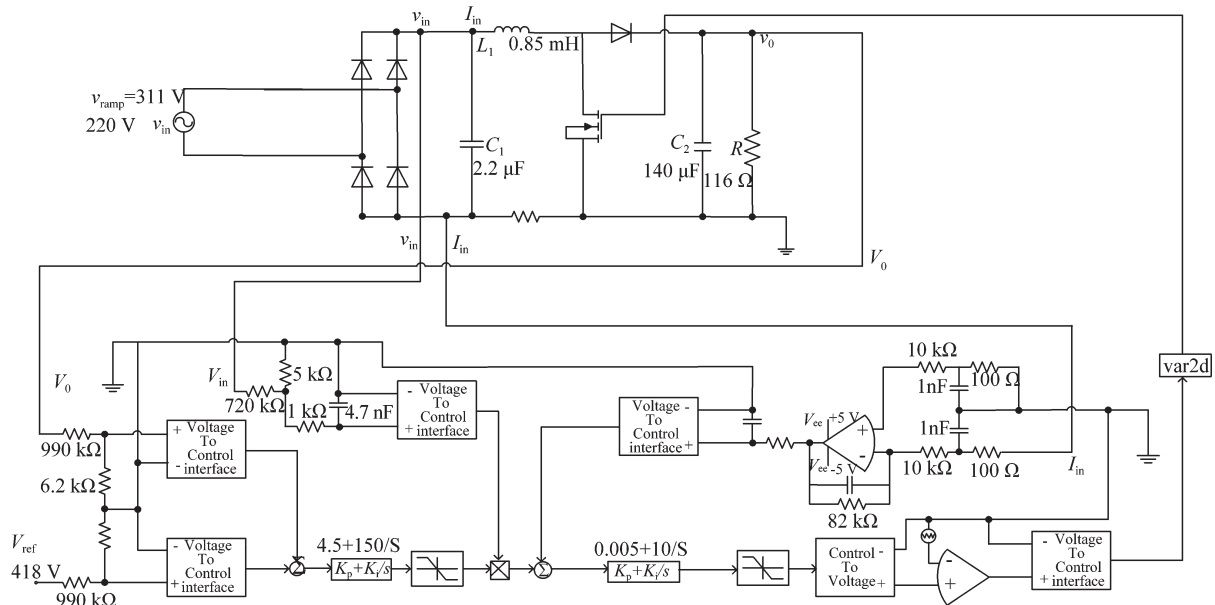 v_in
I_in
L_1
0.85 mH
v_0
v_ramp=311 V
220 V
v_in
C_1
2.2 μF
C_2
140 μF
R
116 Ω
v_in
I_in
V_0
V_0
V_in
5 kΩ
720 kΩ
1 kΩ
4.7 nF
- Voltage
To
Control
+ interface
Voltage -
To
Control
interface +
V_ee +5 V
V_ee -5 V
10 kΩ
100 Ω
1nF
1nF
10 kΩ
100 Ω
I_in
+
-
82 kΩ
var2d
990 kΩ
+ Voltage
To
Control
- interface
6.2 kΩ
V_ref
418 V
990 kΩ
- Voltage
To
Control
+ interface
Σ
4.5+150/S
K_p+K_i/s
Σ
0.005+10/S
K_p+K_i/s
Control -
To
Voltage +
-
+
- Voltage
To
Control
+ interface